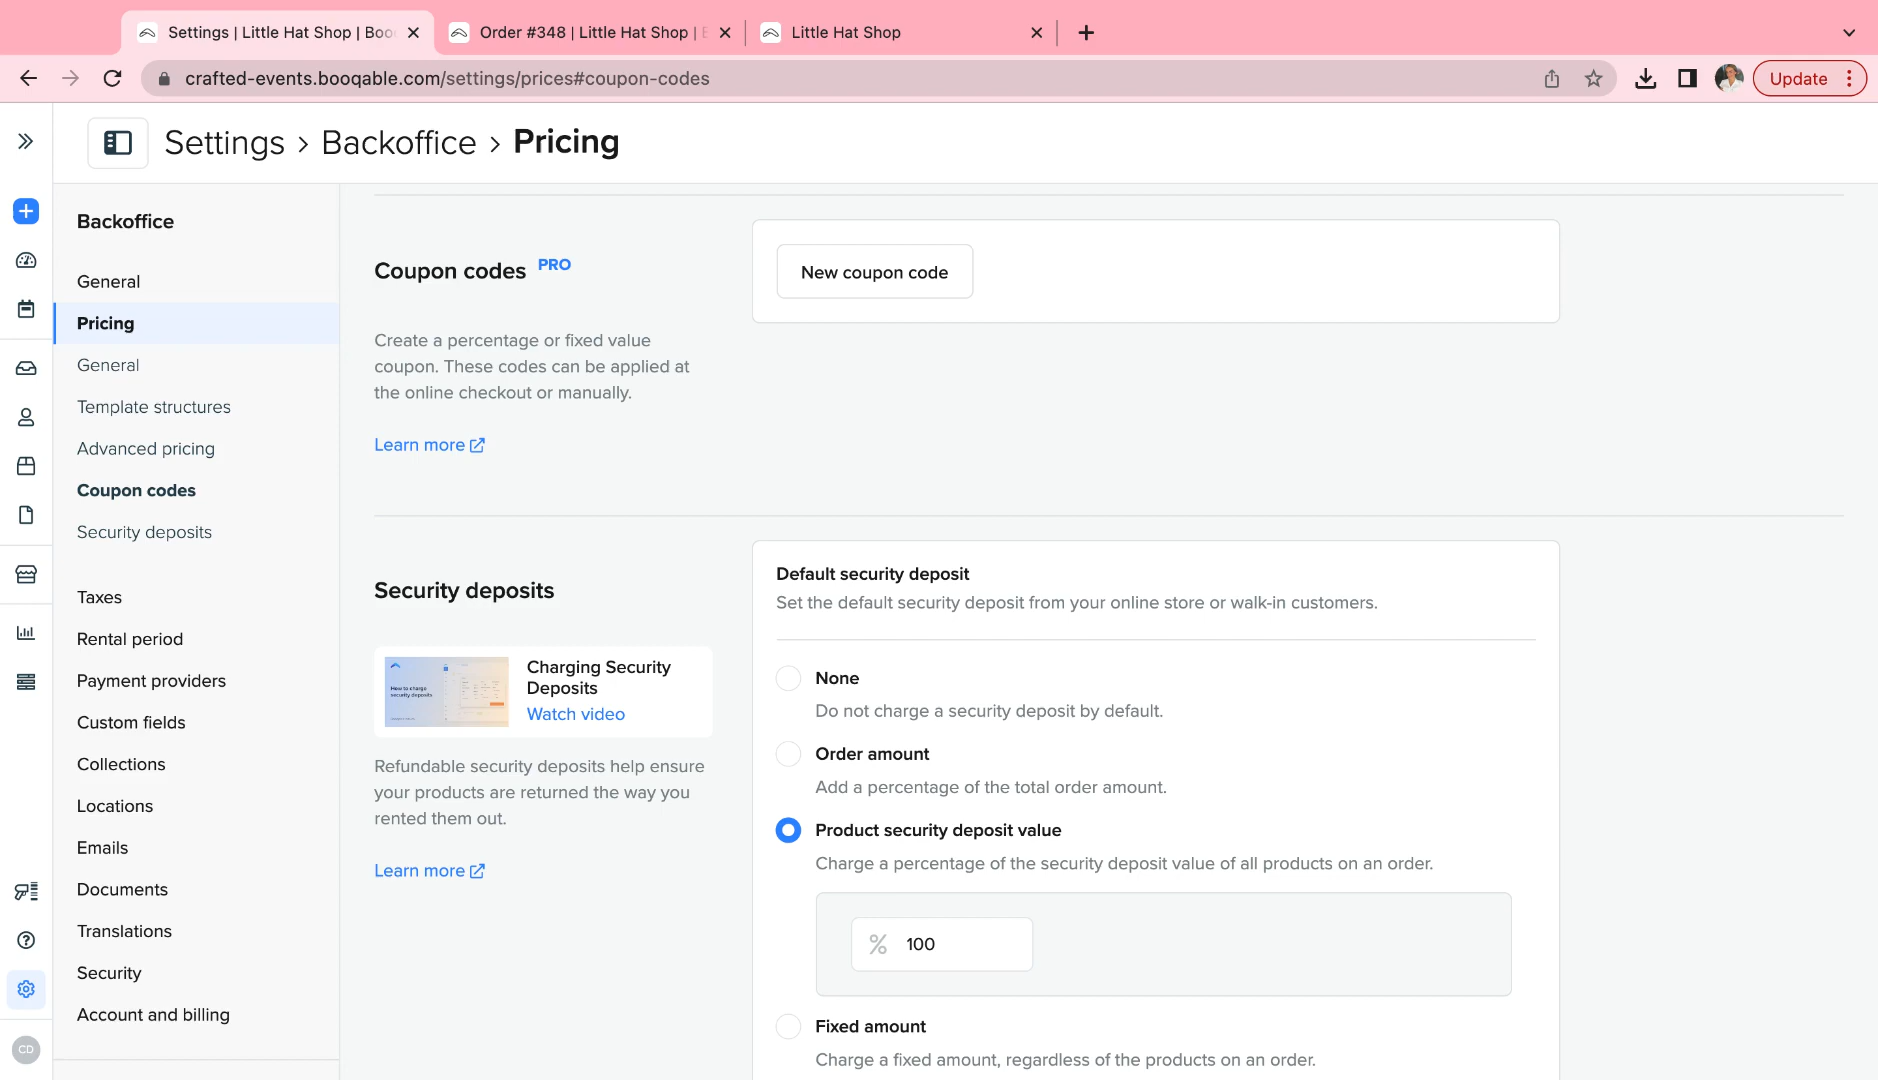 Settings | Little Hat Shop | Boo
Order #348 | Little Hat Shop |
Little Hat Shop
crafted-events.booqable.com/settings/prices#coupon-codes
Update
Settings › Backoffice › Pricing
Backoffice
General
Pricing
General
Template structures
Advanced pricing
Coupon codes
Security deposits
Taxes
Rental period
Payment providers
Custom fields
Collections
Locations
Emails
Documents
Translations
Security
Account and billing
CD
Coupon codes PRO
Create a percentage or fixed value
coupon. These codes can be applied at
the online checkout or manually.
Learn more
New coupon code
Security deposits
How to charge
security deposits
Charging Security
Deposits
Watch video
Refundable security deposits help ensure
your products are returned the way you
rented them out.
Learn more
Default security deposit
Set the default security deposit from your online store or walk-in customers.
None
Do not charge a security deposit by default.
Order amount
Add a percentage of the total order amount.
Product security deposit value
Charge a percentage of the security deposit value of all products on an order.
% 100
Fixed amount
Charge a fixed amount, regardless of the products on an order.